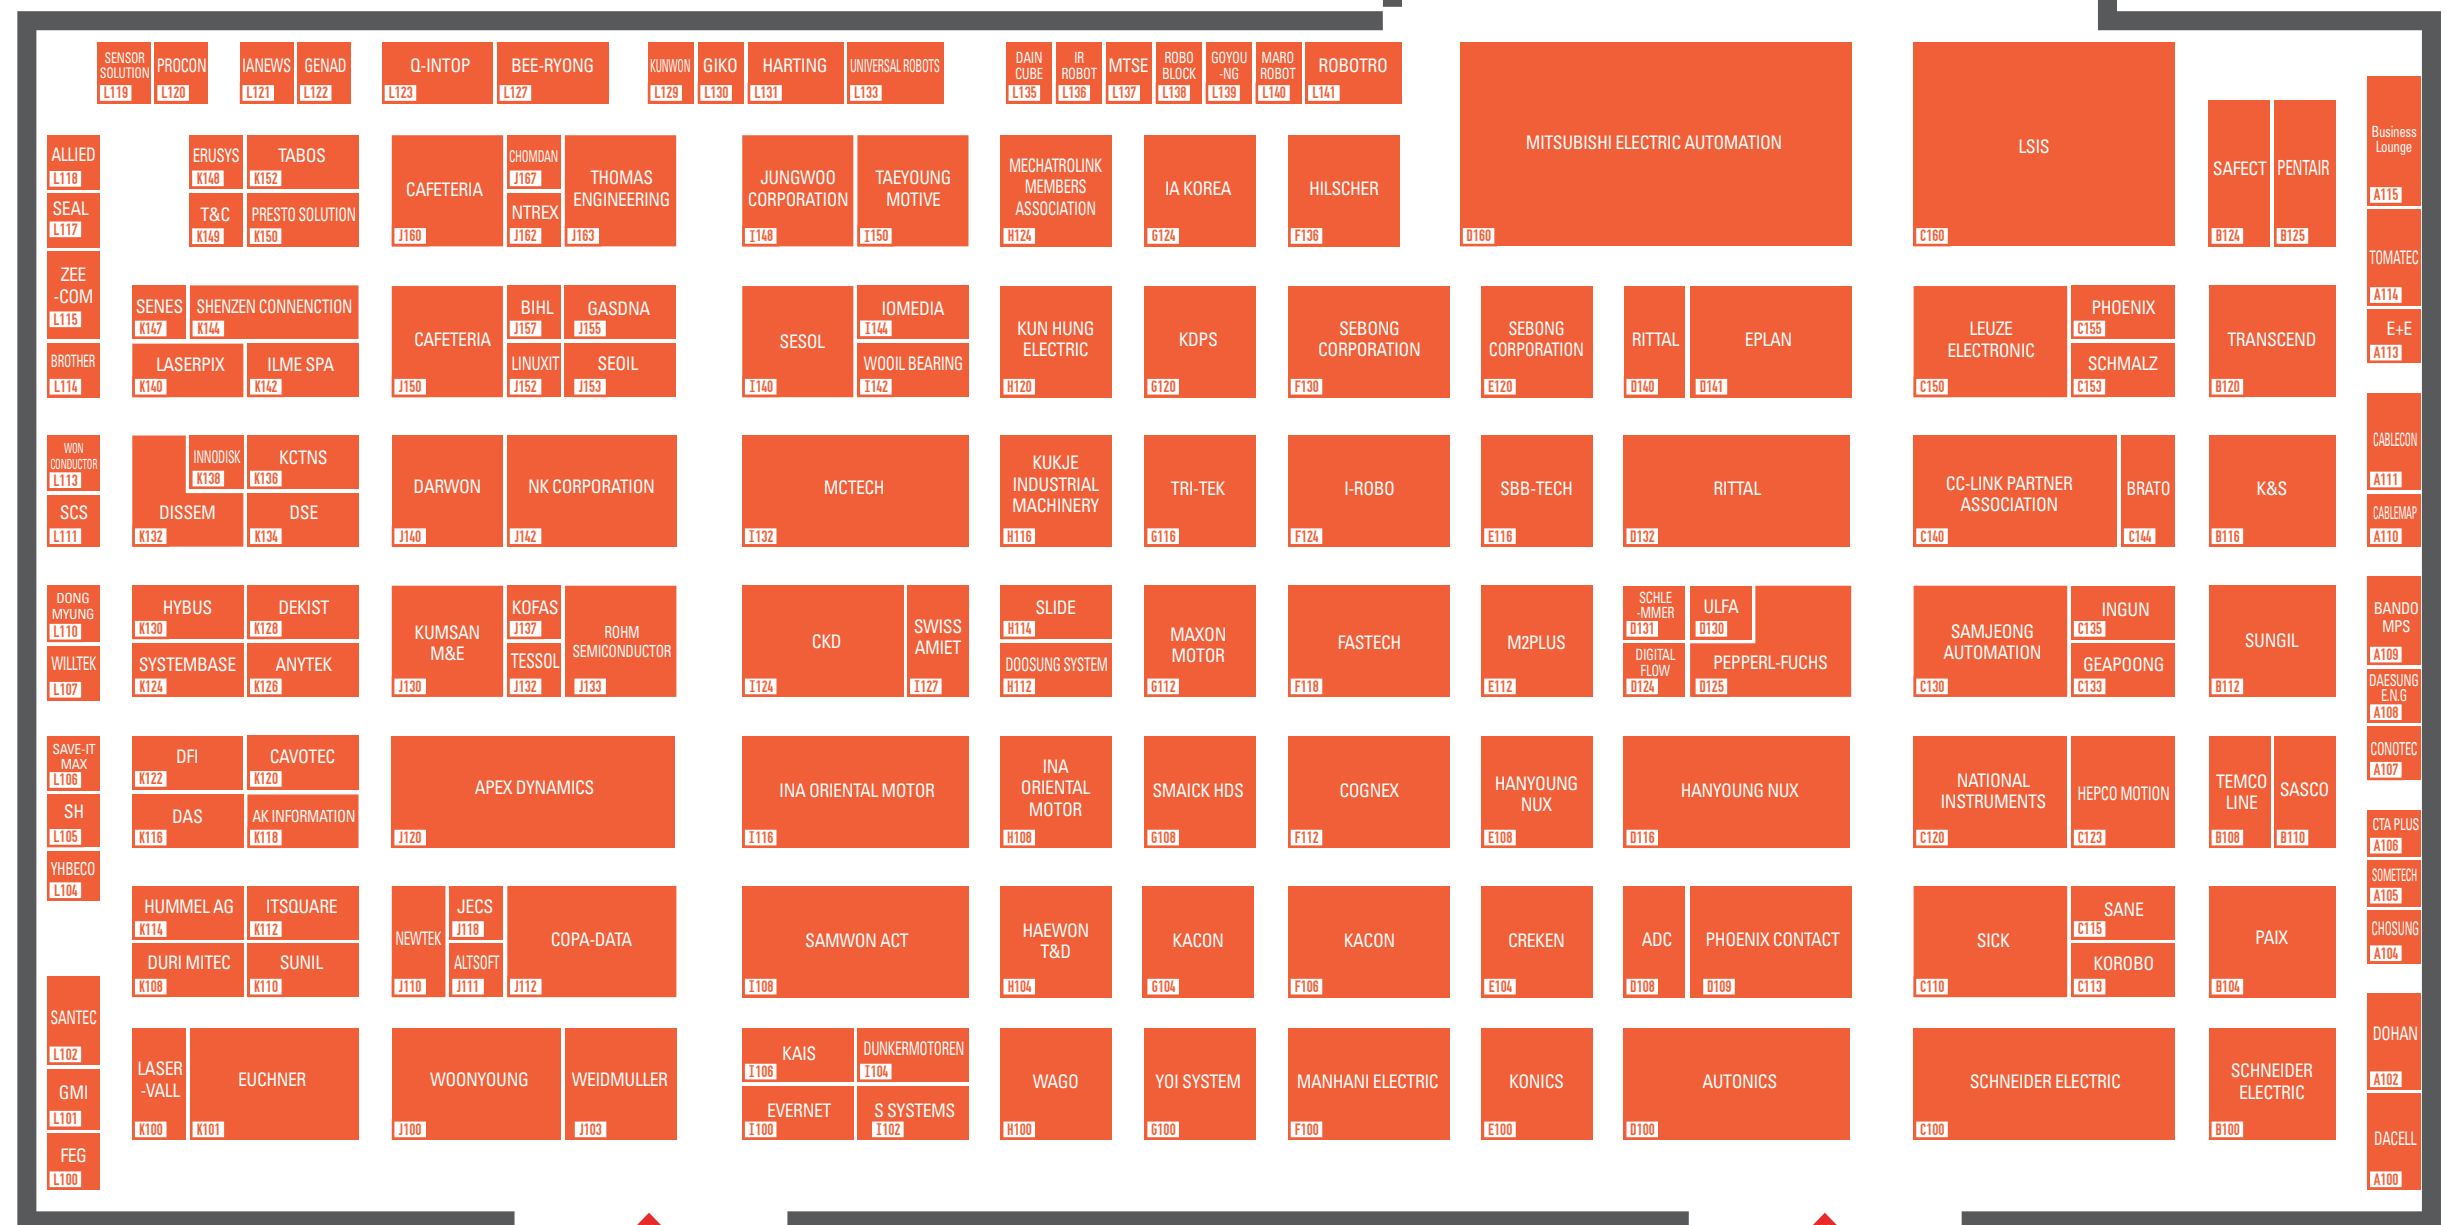 SENSOR
SOLUTION
L119
PROCON
L120
IANEWS
L121
GENAD
L122
Q-INTOP
L123
BEE-RYONG
L127
KUNWON
L129
GIKO
L130
HARTING
L131
UNIVERSAL ROBOTS
L133
DAIN
CUBE
L135
IR
ROBOT
L136
MTSE
L137
ROBO
BLOCK
L138
GOYOU
-NG
L139
MARO
ROBOT
L140
ROBOTRO
L141
MITSUBISHI ELECTRIC AUTOMATION
D160
LSIS
C160
SAFECT
B124
PENTAIR
B125
Business
Lounge
A115
ALLIED
L118
SEAL
L117
ERUSYS
K148
TABOS
K152
T&C
K149
PRESTO SOLUTION
K150
CAFETERIA
J160
CHOMDAN
J167
NTREX
J162
THOMAS
ENGINEERING
J163
JUNGWOO
CORPORATION
I148
TAEYOUNG
MOTIVE
I150
MECHATROLINK
MEMBERS
ASSOCIATION
H124
IA KOREA
G124
HILSCHER
F136
TOMATEC
A114
ZEE
-COM
L115
BROTHER
L114
SENES
K147
SHENZEN CONNENCTION
K144
LASERPIX
K140
ILME SPA
K142
CAFETERIA
J150
BIHL
J157
GASDNA
J155
LINUXIT
J152
SEOIL
J153
SESOL
I140
IOMEDIA
I144
WOOIL BEARING
I142
KUN HUNG
ELECTRIC
H120
KDPS
G120
SEBONG
CORPORATION
F130
SEBONG
CORPORATION
E120
RITTAL
D140
EPLAN
D141
LEUZE
ELECTRONIC
C150
PHOENIX
C155
SCHMALZ
C153
TRANSCEND
B120
E+E
A113
WON
CONDUCTOR
L113
SCS
L111
DISSEM
K132
INNODISK
K138
KCTNS
K136
DSE
K134
DARWON
J140
NK CORPORATION
J142
MCTECH
I132
KUKJE
INDUSTRIAL
MACHINERY
H116
TRI-TEK
G116
I-ROBO
F124
SBB-TECH
E116
RITTAL
D132
CC-LINK PARTNER
ASSOCIATION
C140
BRATO
C144
K&S
B116
CABLECON
A111
CABLEMAP
A110
DONG
MYUNG
L110
WILLTEK
L107
HYBUS
K130
DEKIST
K128
SYSTEMBASE
K124
ANYTEK
K126
KUMSAN
M&E
J130
KOFAS
J137
TESSOL
J132
ROHM
SEMICONDUCTOR
J133
CKD
I124
SWISS
AMIET
I127
SLIDE
H114
DOOSUNG SYSTEM
H112
MAXON
MOTOR
G112
FASTECH
F118
M2PLUS
E112
SCHLE
-MMER
D131
ULFA
D130
DIGITAL
FLOW
D124
PEPPERL-FUCHS
D125
SAMJEONG
AUTOMATION
C130
INGUN
C135
GEAPOONG
C133
SUNGIL
B112
BANDO
MPS
A109
DAESUNG
E.N.G
A108
SAVE-IT
MAX
L106
SH
L105
YHBECO
L104
DFI
K122
CAVOTEC
K120
DAS
K116
AK INFORMATION
K118
APEX DYNAMICS
J120
INA ORIENTAL MOTOR
I116
INA
ORIENTAL
MOTOR
H108
SMAICK HDS
G108
COGNEX
F112
HANYOUNG
NUX
E108
HANYOUNG NUX
D116
NATIONAL
INSTRUMENTS
C120
HEPCO MOTION
C123
TEMCO
LINE
B108
SASCO
B110
CONOTEC
A107
CTA PLUS
A106
SOMETECH
A105
CHOSUNG
A104
HUMMEL AG
K114
ITSQUARE
K112
DURI MITEC
K108
SUNIL
K110
NEWTEK
J110
JECS
J118
ALTSOFT
J111
COPA-DATA
J112
SAMWON ACT
I108
HAEWON
T&D
H104
KACON
G104
KACON
F106
CREKEN
E104
ADC
D108
PHOENIX CONTACT
D109
SICK
C110
SANE
C115
KOROBO
C113
PAIX
B104
SANTEC
L102
GMI
L101
FEG
L100
LASER
-VALL
K100
EUCHNER
K101
WOONYOUNG
J100
WEIDMULLER
J103
KAIS
I106
DUNKERMOTOREN
I104
EVERNET
I100
S SYSTEMS
I102
WAGO
H100
YOI SYSTEM
G100
MANHANI ELECTRIC
F100
KONICS
E100
AUTONICS
D100
SCHNEIDER ELECTRIC
C100
SCHNEIDER
ELECTRIC
B100
DOHAN
A102
DACELL
A100